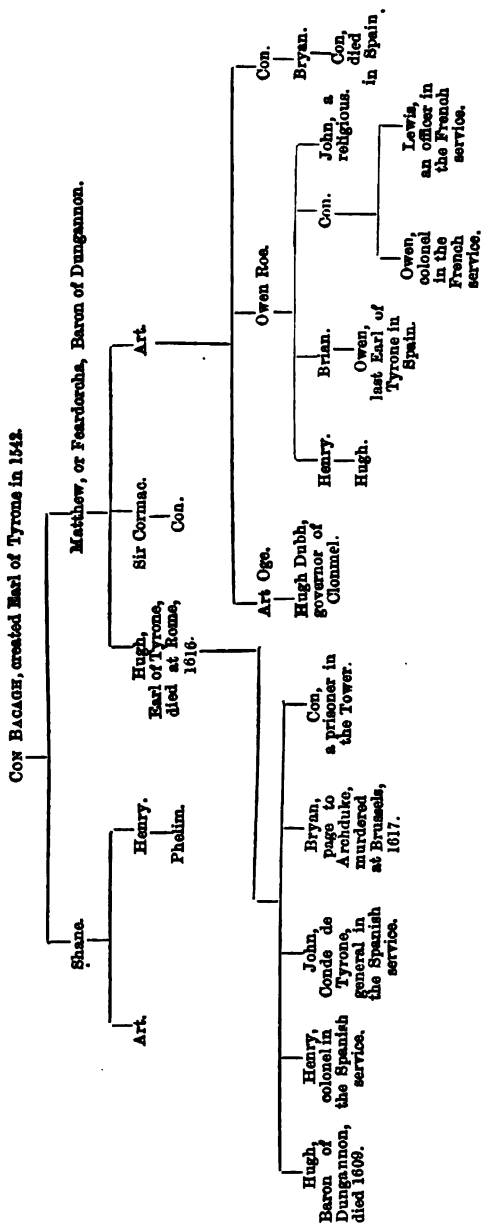 CON BACAGH, created Earl of Tyrone in 1542.
Shane.
Matthew, or Feardoroha, Baron of Dungannon.
Art.
Henry.
Phelim.
Hugh,
Earl of Tyrone,
died at Rome,
1616.
Sir Cormac.
Con.
Art.
Hugh,
Baron of
Dungannon,
died 1609.
Henry,
colonel in
the Spanish
service.
John,
Conde de
Tyrone,
general in
the Spanish
service.
Bryan,
page to
Archduke,
murdered
at Brussels,
1617.
Con,
a prisoner in
the Tower.
Art Oge.
Hugh Dubh,
governor of
Clonmel.
Owen Roe.
Con.
Bryan.
Con,
died
in Spain.
Henry.
Hugh.
Brian.
Owen,
last Earl of
Tyrone in
Spain.
Con.
John, a
religious.
Owen,
colonel
in the
French
service.
Lewis,
an officer in
the French
service.